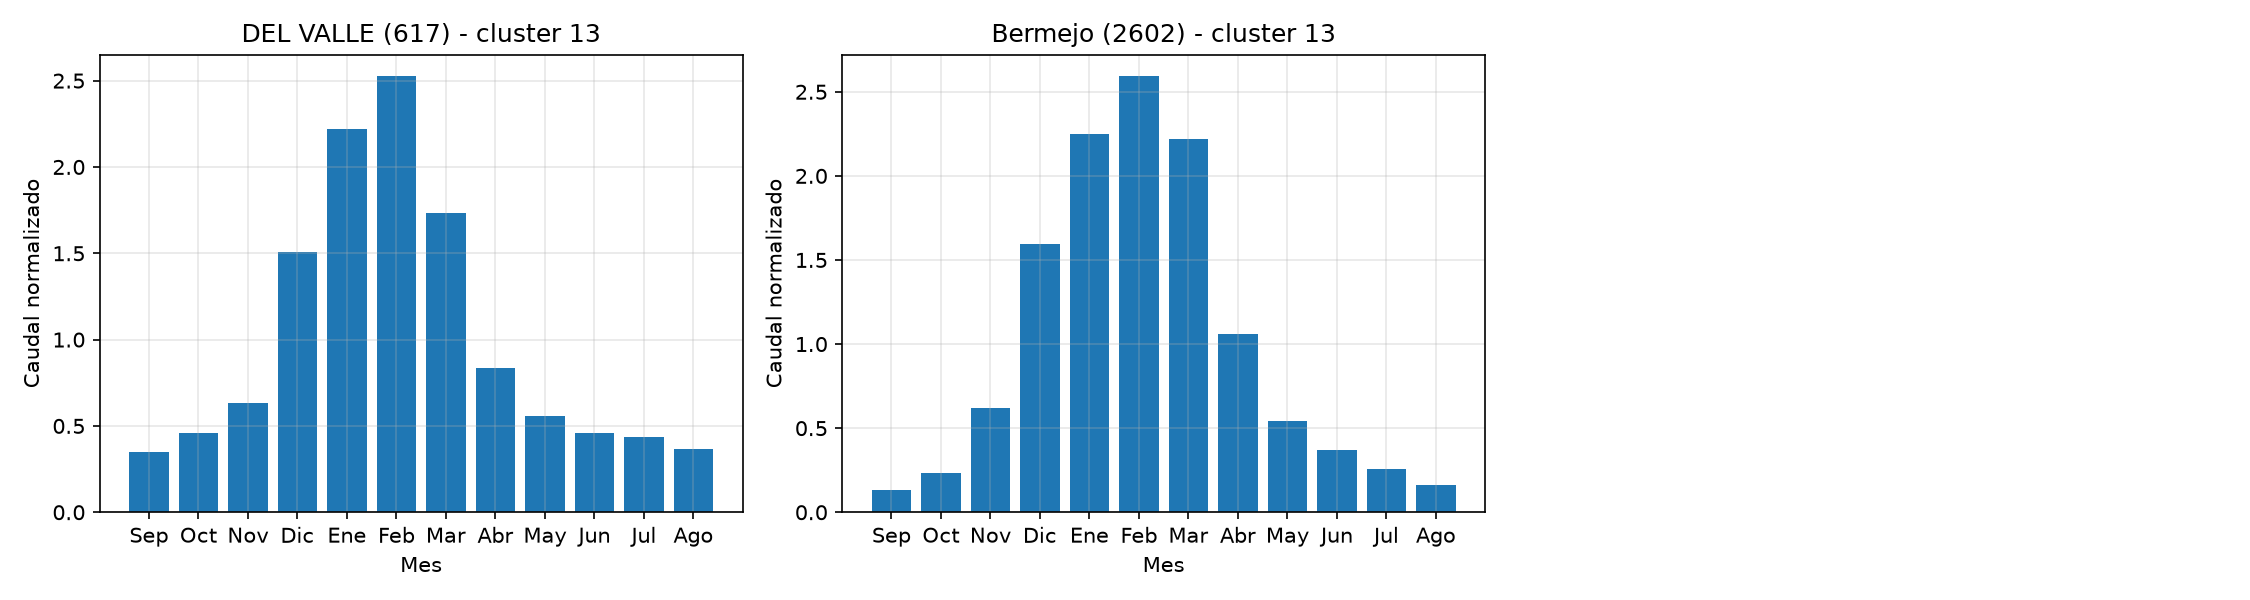 DEL VALLE (617) - cluster 13
Caudal normalizado
2.5
2.0
1.5
1.0
0.5
0.0
Sep Oct Nov Dic Ene Feb Mar Abr May Jun Jul Ago
Mes
Bermejo (2602) - cluster 13
Caudal normalizado
2.5
2.0
1.5
1.0
0.5
0.0
Sep Oct Nov Dic Ene Feb Mar Abr May Jun Jul Ago
Mes